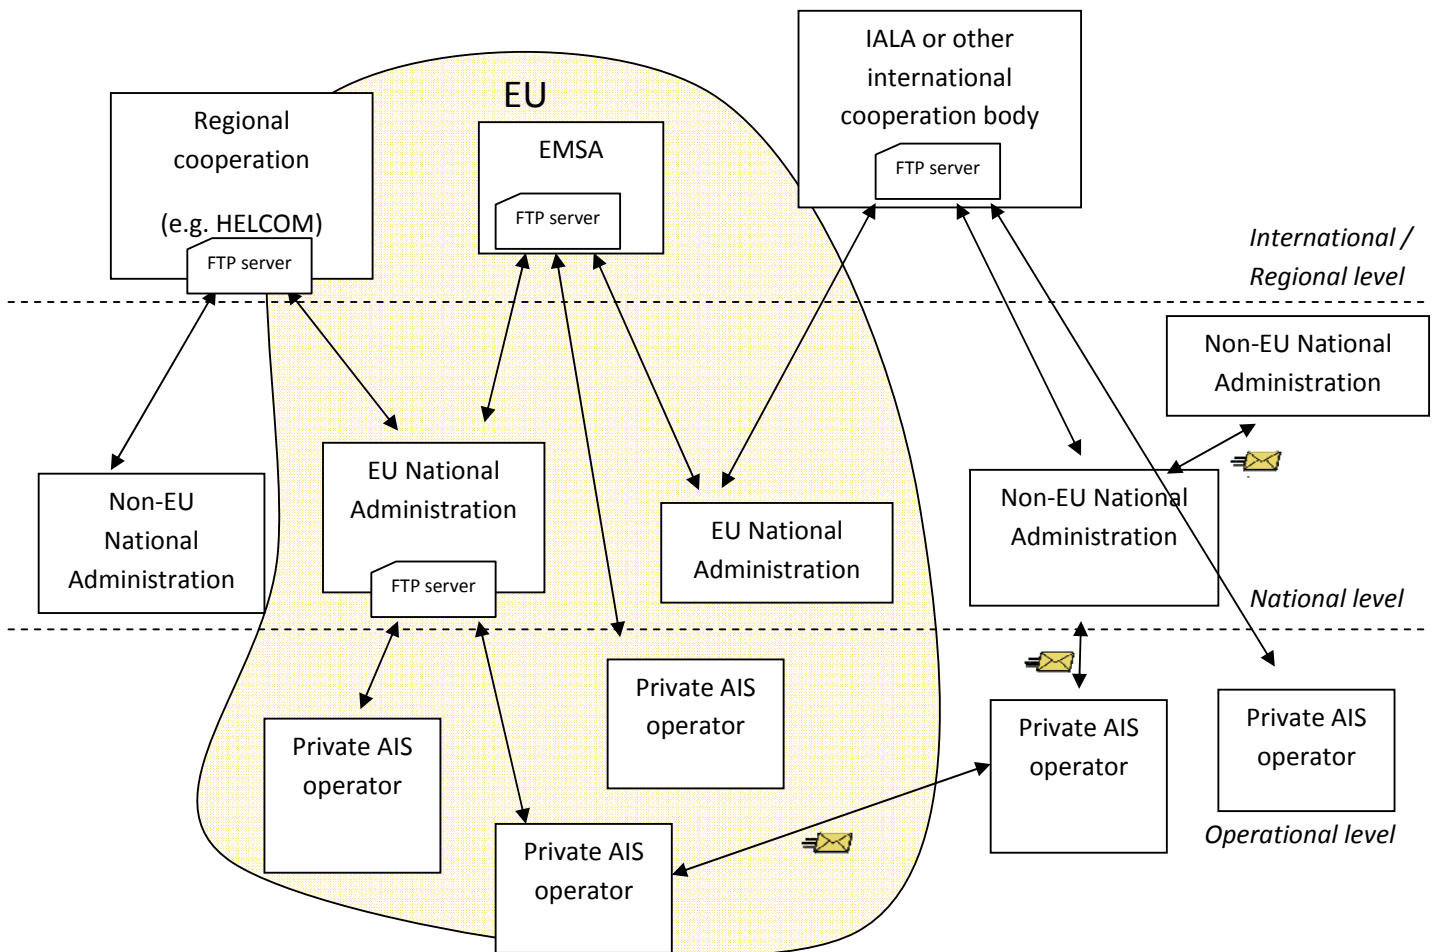 EU
Regional
cooperation
(e.g. HELCOM)
FTP server
EMSA
FTP server
IALA or other
international
cooperation body
FTP server
International /
Regional level
Non-EU National
Administration
EU National
Administration
FTP server
Non-EU
National
Administration
EU National
Administration
Non-EU National
Administration
National level
Private AIS
operator
Private AIS
operator
Private AIS
operator
Private AIS
operator
Private AIS
operator
Operational level